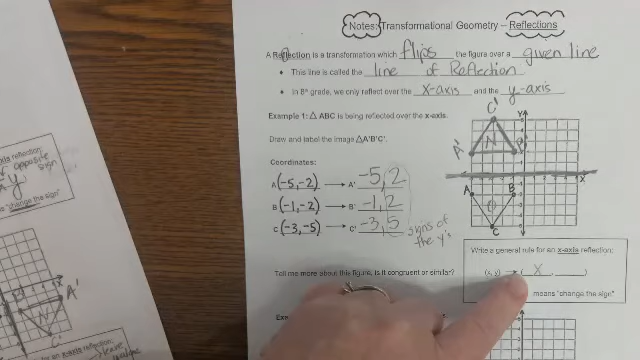 Notes: Transformational Geometry – Reflections
A Reflection is a transformation which flips the figure over a given line
• This line is called the line of Reflection
• In 8th grade, we only reflect over the x-axis and the y-axis
Example 1: △ ABC is being reflected over the x-axis.
Draw and label the image △A'B'C'.
Coordinates:
A (-5,-2) → A' -5, 2
B (-1,-2) → B' -1, 2
C (-3,-5) → C' -3, 5
signs of
the y's
Tell me more about this figure, is it congruent or similar?
C'
Y
A'
N
B'
X
A
B
O
C
Write a general rule for an x-axis reflection:
(x, y) → ( X , )
means "change the sign"
reflection:
opposite
sign
-y
"change the sign"
A'